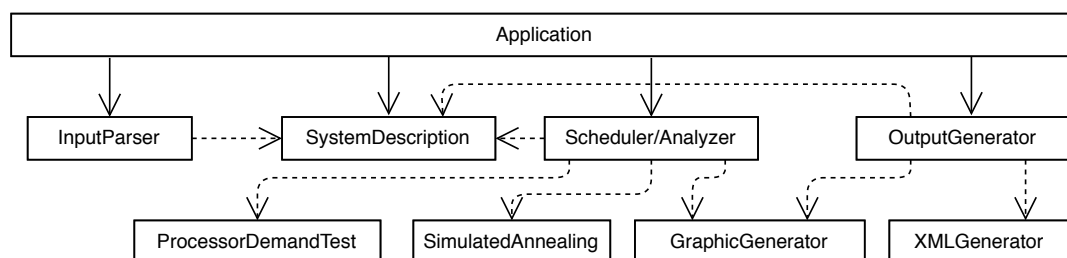 Application
InputParser
SystemDescription
Scheduler/Analyzer
OutputGenerator
ProcessorDemandTest
SimulatedAnnealing
GraphicGenerator
XMLGenerator